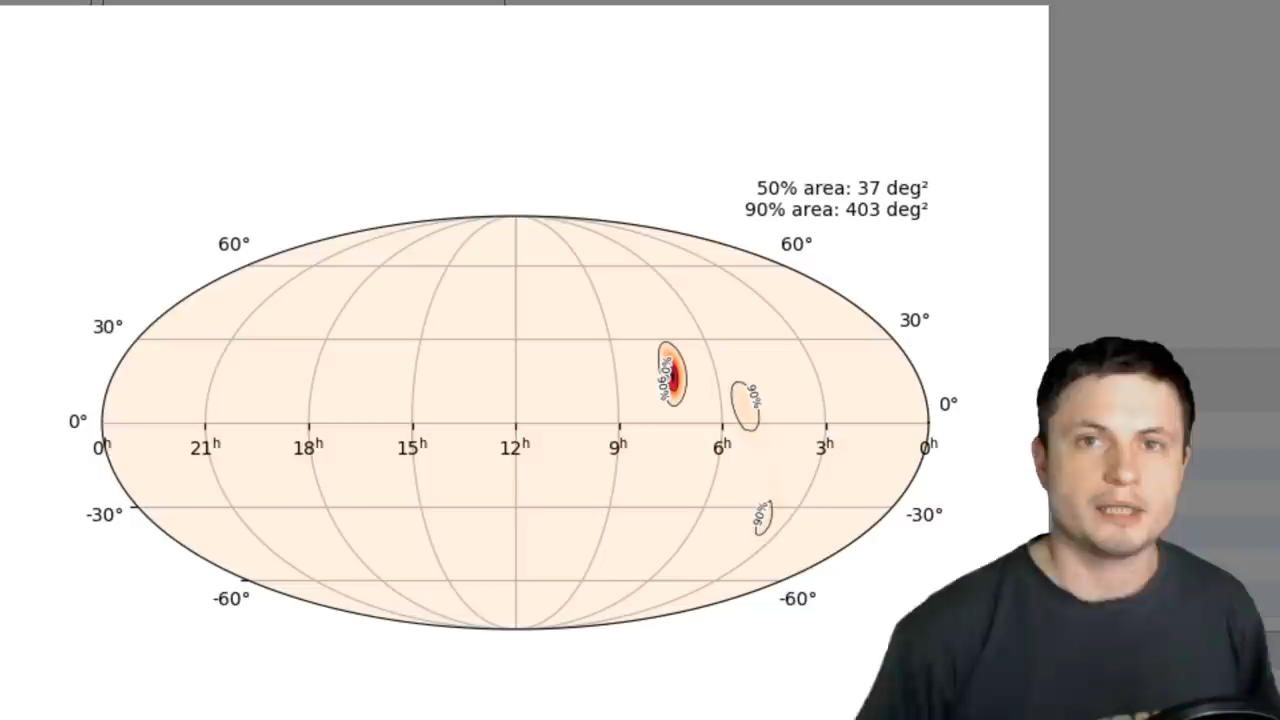 50% area: 37 deg²
90% area: 403 deg²
60° 60°
30° 30°
90%
90%
0° 0°
0ʰ 21ʰ 18ʰ 15ʰ 12ʰ 9ʰ 6ʰ 3ʰ 0ʰ
-30° 90% -30°
-60° -60°